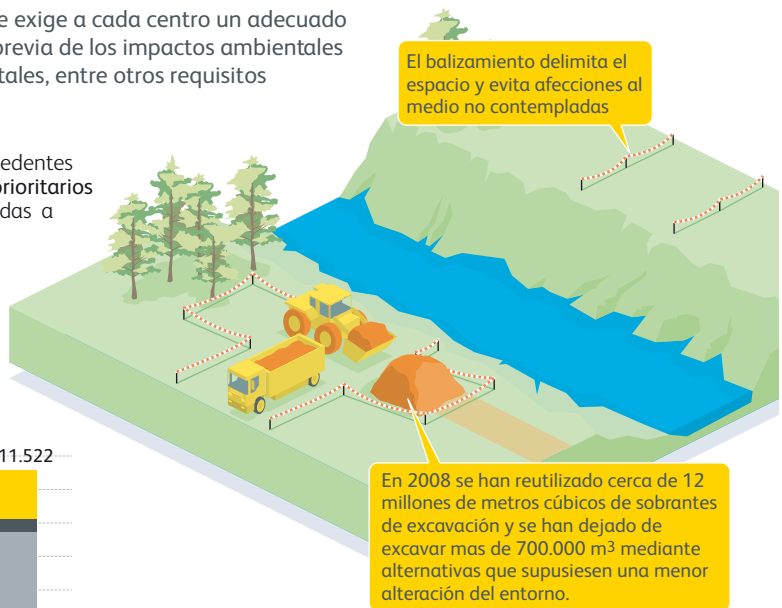 e exige a cada centro un adecuado
previa de los impactos ambientales
tales, entre otros requisitos
El balizamiento delimita el
espacio y evita afecciones al
medio no contempladas
edentes
prioritarios
das a
11.522
En 2008 se han reutilizado cerca de 12
millones de metros cúbicos de sobrantes
de excavación y se han dejado de
excavar mas de 700.000 m3 mediante
alternativas que supusiesen una menor
alteración del entorno.